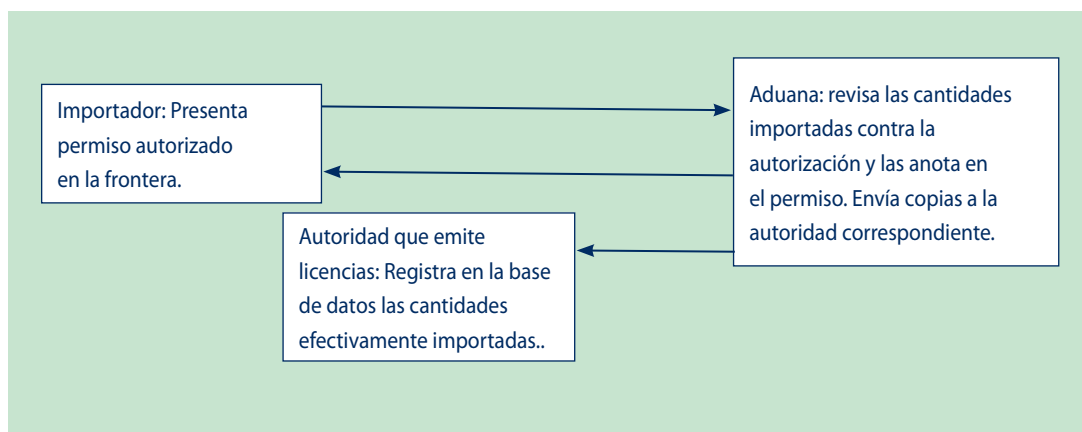 Importador: Presenta
permiso autorizado
en la frontera.
Aduana: revisa las cantidades
importadas contra la
autorización y las anota en
el permiso. Envía copias a la
autoridad correspondiente.
Autoridad que emite
licencias: Registra en la base
de datos las cantidades
efectivamente importadas..